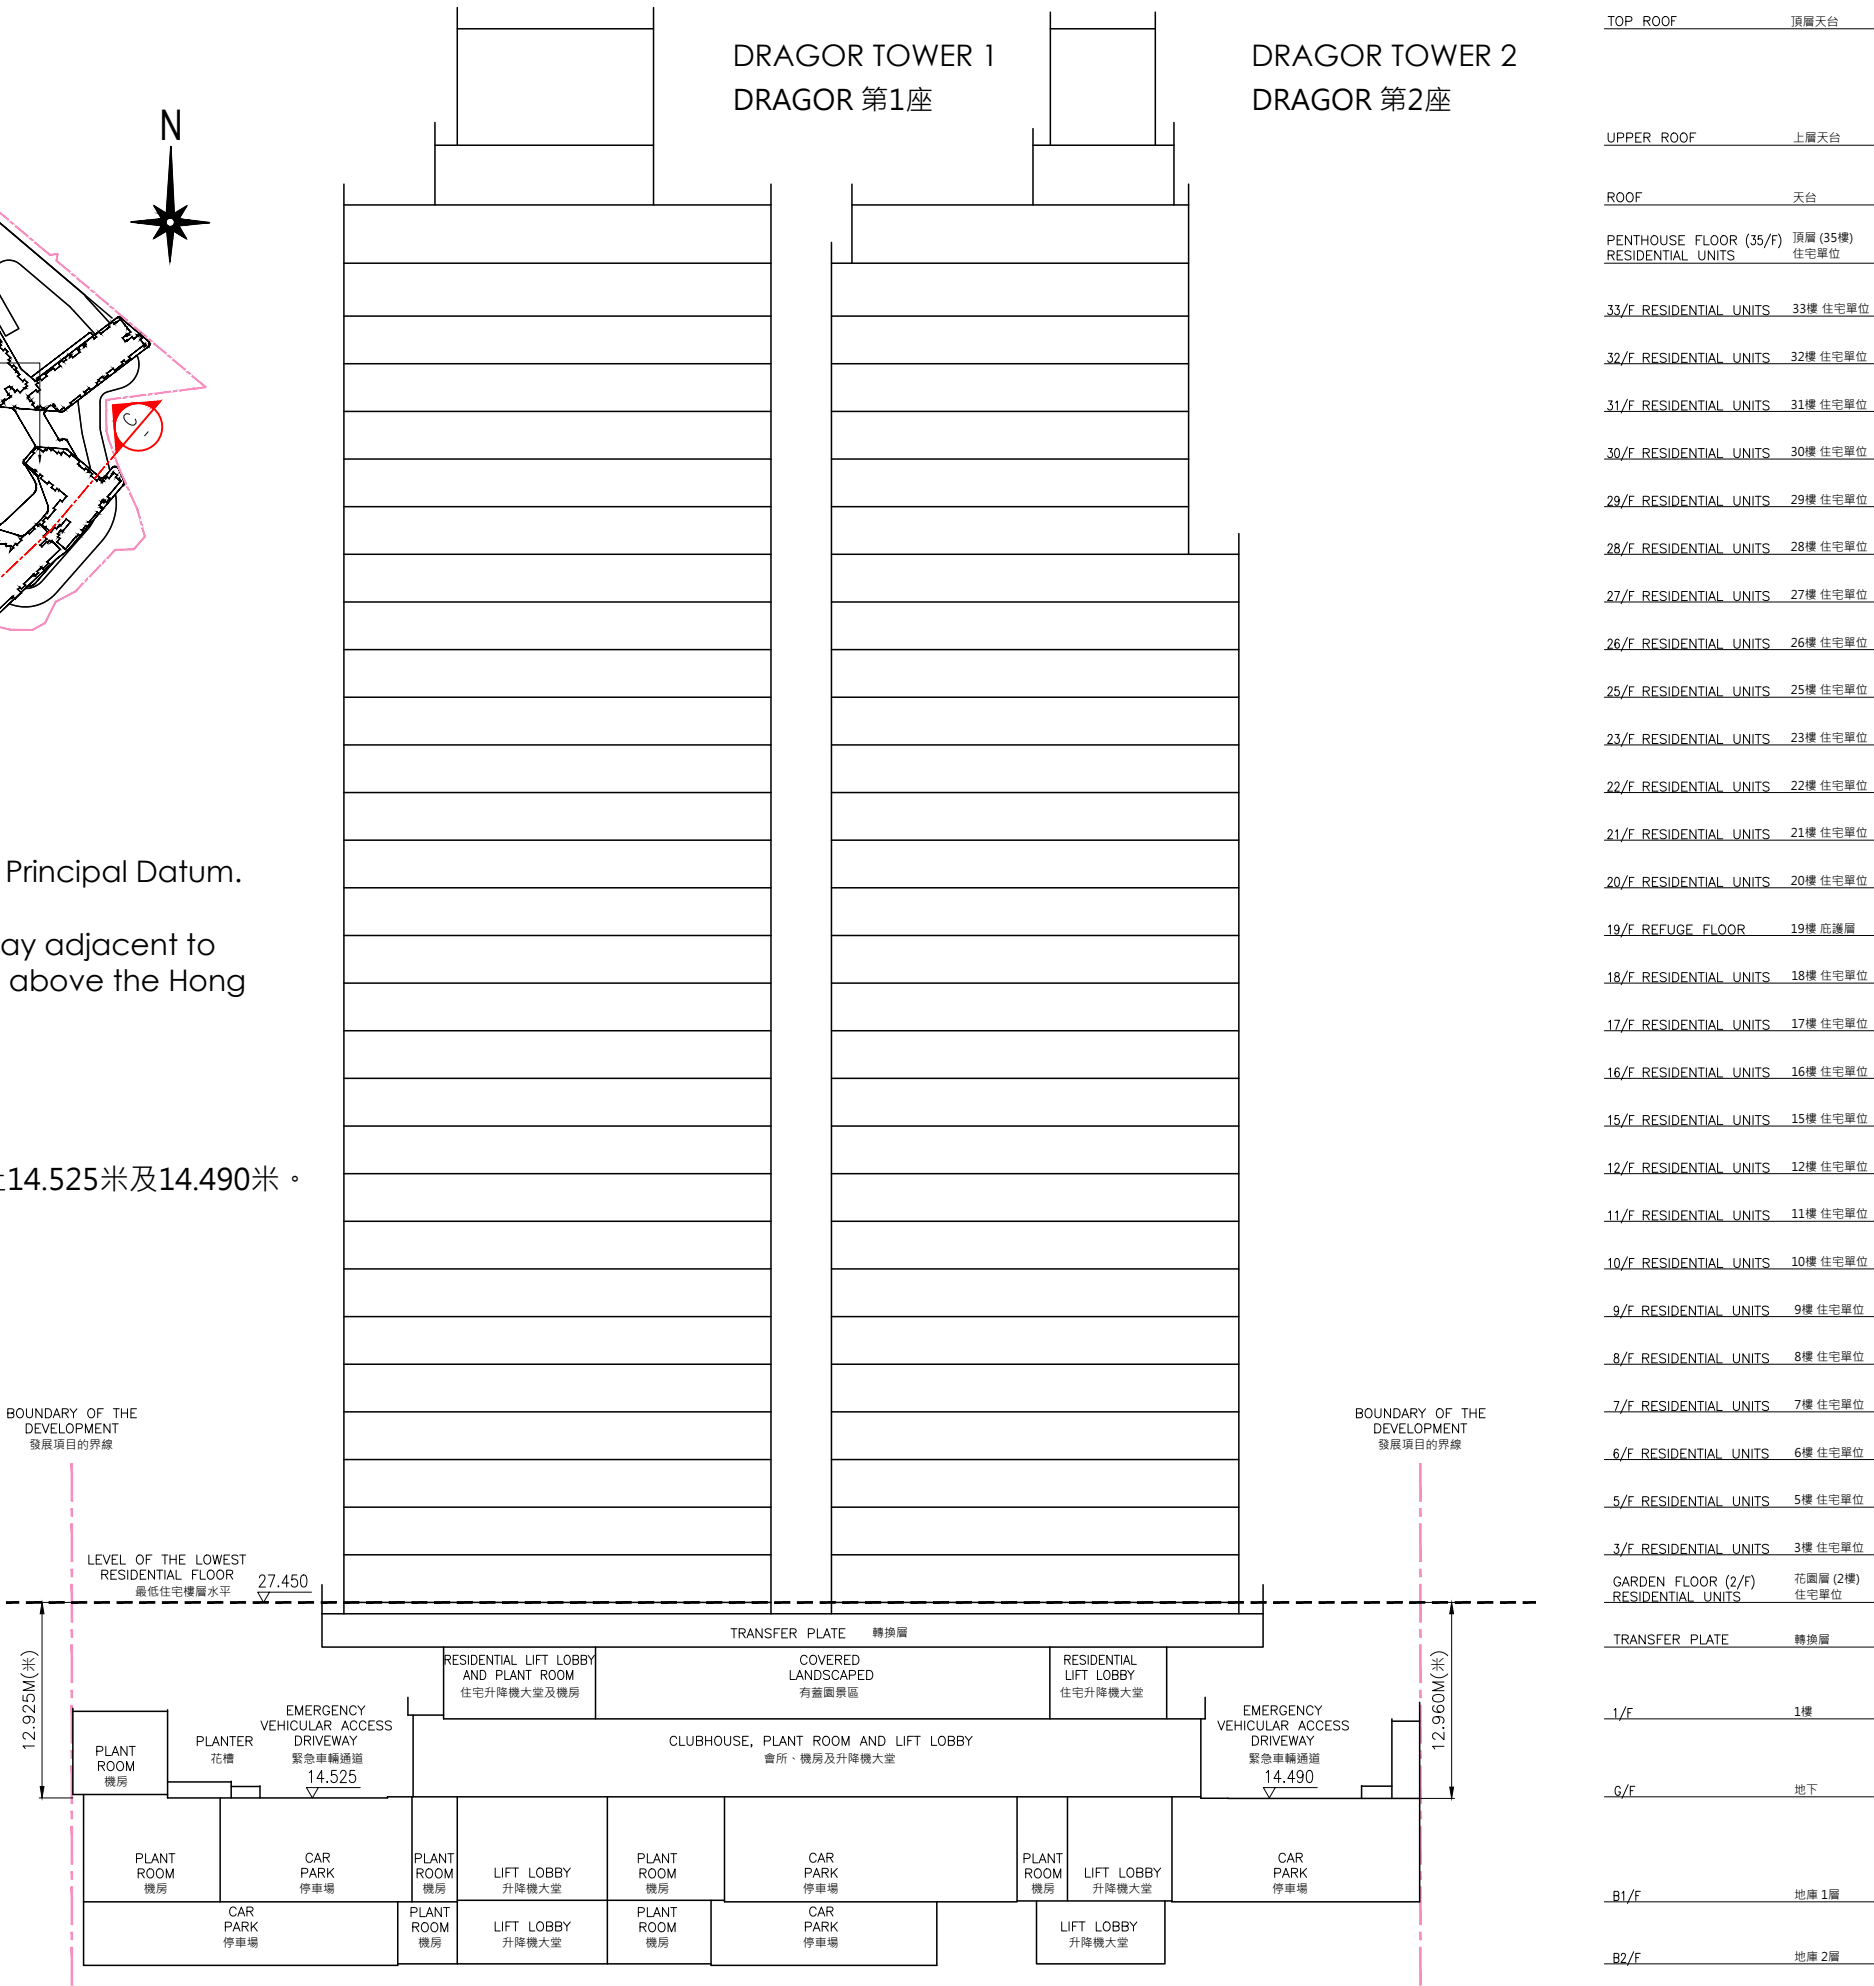 DRAGOR TOWER 1
DRAGOR 第1座
DRAGOR TOWER 2
DRAGOR 第2座
N
C
-
Principal Datum.
ay adjacent to
above the Hong
14.525米及14.490米。
BOUNDARY OF THE
DEVELOPMENT
發展項目的界線
BOUNDARY OF THE
DEVELOPMENT
發展項目的界線
LEVEL OF THE LOWEST
RESIDENTIAL FLOOR
最低住宅樓層水平
27.450
12.925M(米)
12.960M(米)
TRANSFER PLATE 轉換層
RESIDENTIAL LIFT LOBBY
AND PLANT ROOM
住宅升降機大堂及機房
COVERED
LANDSCAPED
有蓋園景區
RESIDENTIAL
LIFT LOBBY
住宅升降機大堂
PLANT
ROOM
機房
PLANTER
花槽
EMERGENCY
VEHICULAR ACCESS
DRIVEWAY
緊急車輛通道
14.525
CLUBHOUSE, PLANT ROOM AND LIFT LOBBY
會所、機房及升降機大堂
EMERGENCY
VEHICULAR ACCESS
DRIVEWAY
緊急車輛通道
14.490
PLANT
ROOM
機房
CAR
PARK
停車場
PLANT
ROOM
機房
LIFT LOBBY
升降機大堂
PLANT
ROOM
機房
CAR
PARK
停車場
PLANT
ROOM
機房
LIFT LOBBY
升降機大堂
CAR
PARK
停車場
CAR
PARK
停車場
PLANT
ROOM
機房
LIFT LOBBY
升降機大堂
PLANT
ROOM
機房
CAR
PARK
停車場
LIFT LOBBY
升降機大堂
TOP ROOF 頂層天台
UPPER ROOF 上層天台
ROOF 天台
PENTHOUSE FLOOR (35/F) 頂層 (35樓)
RESIDENTIAL UNITS 住宅單位
33/F RESIDENTIAL UNITS 33樓 住宅單位
32/F RESIDENTIAL UNITS 32樓 住宅單位
31/F RESIDENTIAL UNITS 31樓 住宅單位
30/F RESIDENTIAL UNITS 30樓 住宅單位
29/F RESIDENTIAL UNITS 29樓 住宅單位
28/F RESIDENTIAL UNITS 28樓 住宅單位
27/F RESIDENTIAL UNITS 27樓 住宅單位
26/F RESIDENTIAL UNITS 26樓 住宅單位
25/F RESIDENTIAL UNITS 25樓 住宅單位
23/F RESIDENTIAL UNITS 23樓 住宅單位
22/F RESIDENTIAL UNITS 22樓 住宅單位
21/F RESIDENTIAL UNITS 21樓 住宅單位
20/F RESIDENTIAL UNITS 20樓 住宅單位
19/F REFUGE FLOOR 19樓 庇護層
18/F RESIDENTIAL UNITS 18樓 住宅單位
17/F RESIDENTIAL UNITS 17樓 住宅單位
16/F RESIDENTIAL UNITS 16樓 住宅單位
15/F RESIDENTIAL UNITS 15樓 住宅單位
12/F RESIDENTIAL UNITS 12樓 住宅單位
11/F RESIDENTIAL UNITS 11樓 住宅單位
10/F RESIDENTIAL UNITS 10樓 住宅單位
9/F RESIDENTIAL UNITS 9樓 住宅單位
8/F RESIDENTIAL UNITS 8樓 住宅單位
7/F RESIDENTIAL UNITS 7樓 住宅單位
6/F RESIDENTIAL UNITS 6樓 住宅單位
5/F RESIDENTIAL UNITS 5樓 住宅單位
3/F RESIDENTIAL UNITS 3樓 住宅單位
GARDEN FLOOR (2/F) 花園層 (2樓)
RESIDENTIAL UNITS 住宅單位
TRANSFER PLATE 轉換層
1/F 1樓
G/F 地下
B1/F 地庫 1層
B2/F 地庫 2層